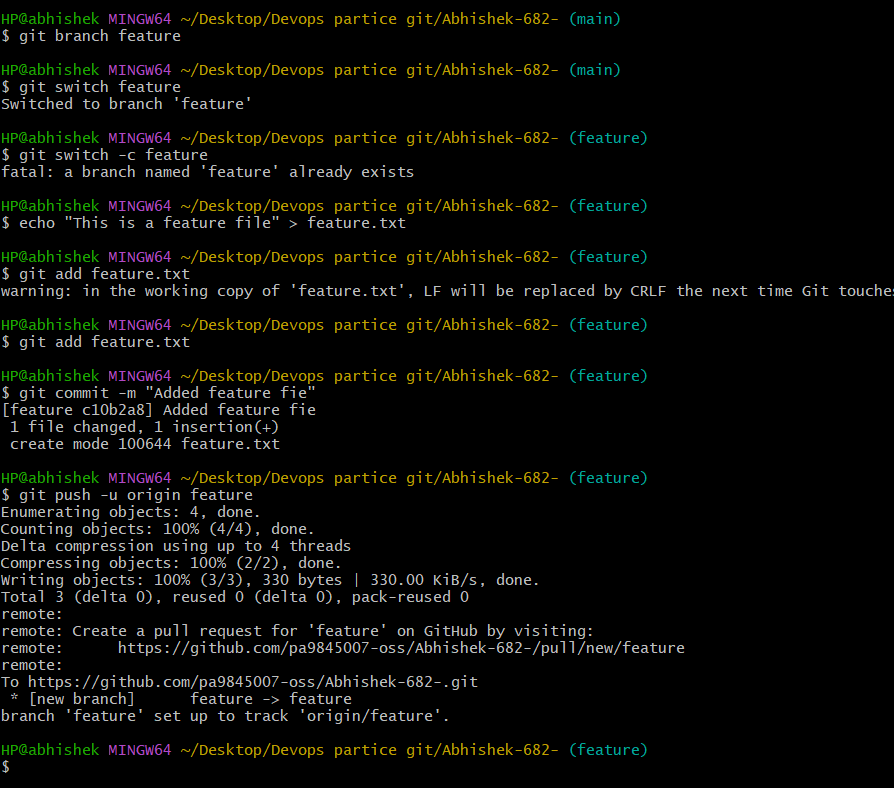 HP@abhishek MINGW64 ~/Desktop/Devops partice git/Abhishek-682- (main)
$ git branch feature
HP@abhishek MINGW64 ~/Desktop/Devops partice git/Abhishek-682- (main)
$ git switch feature
Switched to branch 'feature'
HP@abhishek MINGW64 ~/Desktop/Devops partice git/Abhishek-682- (feature)
$ git switch -c feature
fatal: a branch named 'feature' already exists
HP@abhishek MINGW64 ~/Desktop/Devops partice git/Abhishek-682- (feature)
$ echo "This is a feature file" > feature.txt
HP@abhishek MINGW64 ~/Desktop/Devops partice git/Abhishek-682- (feature)
$ git add feature.txt
warning: in the working copy of 'feature.txt', LF will be replaced by CRLF the next time Git touches
HP@abhishek MINGW64 ~/Desktop/Devops partice git/Abhishek-682- (feature)
$ git add feature.txt
HP@abhishek MINGW64 ~/Desktop/Devops partice git/Abhishek-682- (feature)
$ git commit -m "Added feature fie"
[feature c10b2a8] Added feature fie
 1 file changed, 1 insertion(+)
 create mode 100644 feature.txt
HP@abhishek MINGW64 ~/Desktop/Devops partice git/Abhishek-682- (feature)
$ git push -u origin feature
Enumerating objects: 4, done.
Counting objects: 100% (4/4), done.
Delta compression using up to 4 threads
Compressing objects: 100% (2/2), done.
Writing objects: 100% (3/3), 330 bytes | 330.00 KiB/s, done.
Total 3 (delta 0), reused 0 (delta 0), pack-reused 0
remote:
remote: Create a pull request for 'feature' on GitHub by visiting:
remote:      https://github.com/pa9845007-oss/Abhishek-682-/pull/new/feature
remote:
To https://github.com/pa9845007-oss/Abhishek-682-.git
 * [new branch]      feature -> feature
branch 'feature' set up to track 'origin/feature'.
HP@abhishek MINGW64 ~/Desktop/Devops partice git/Abhishek-682- (feature)
$